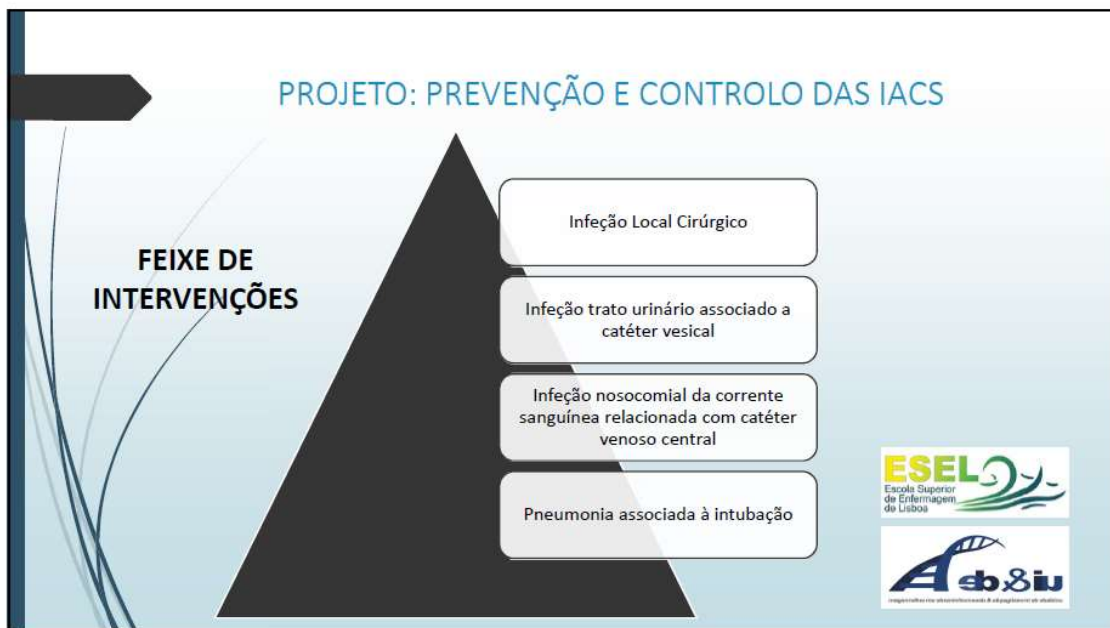 PROJETO: PREVENÇÃO E CONTROLO DAS IACS
FEIXE DE
INTERVENÇÕES
Infeção Local Cirúrgico
Infeção trato urinário associado a
catéter vesical
Infeção nosocomial da corrente
sanguínea relacionada com catéter
venoso central
Pneumonia associada à intubação
ESEL
Escola Superior
de Enfermagem
de Lisboa